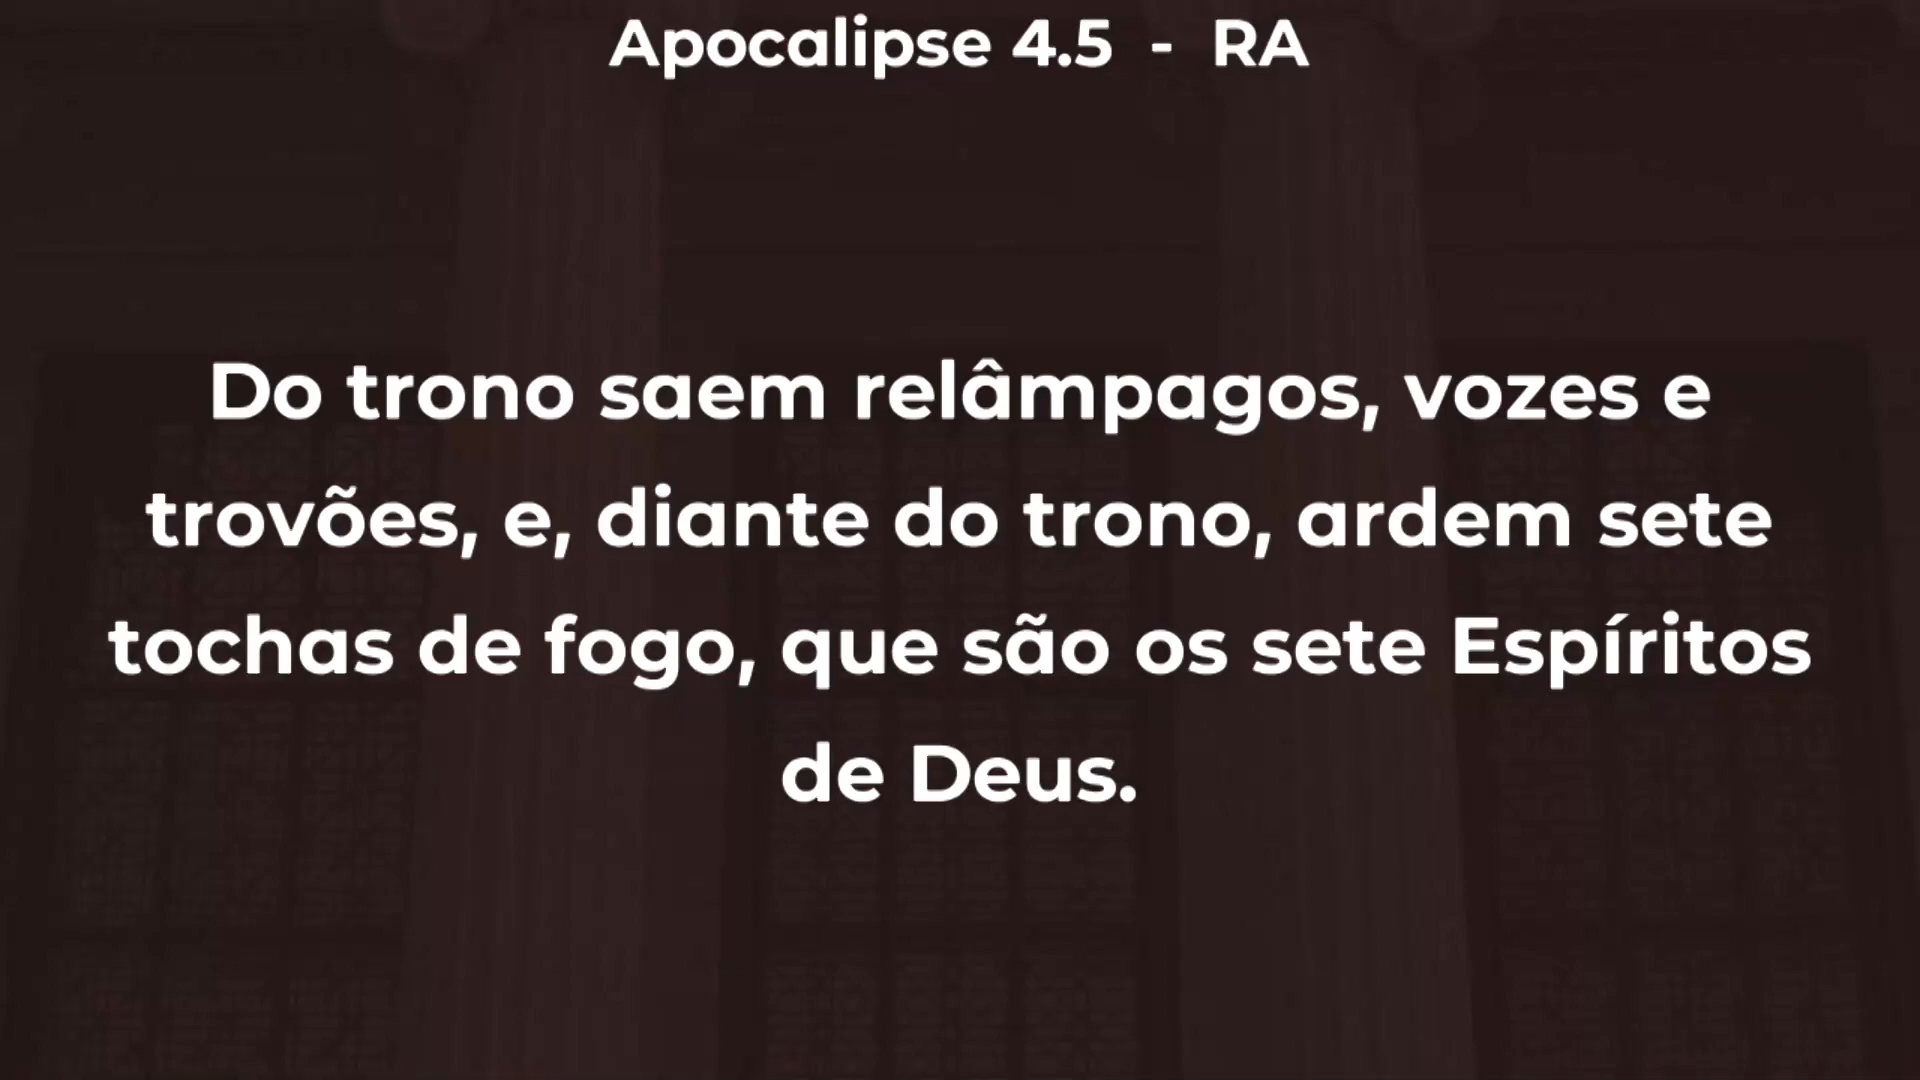 Apocalipse 4.5 - RA
Do trono saem relâmpagos, vozes e
trovões, e, diante do trono, ardem sete
tochas de fogo, que são os sete Espíritos
de Deus.